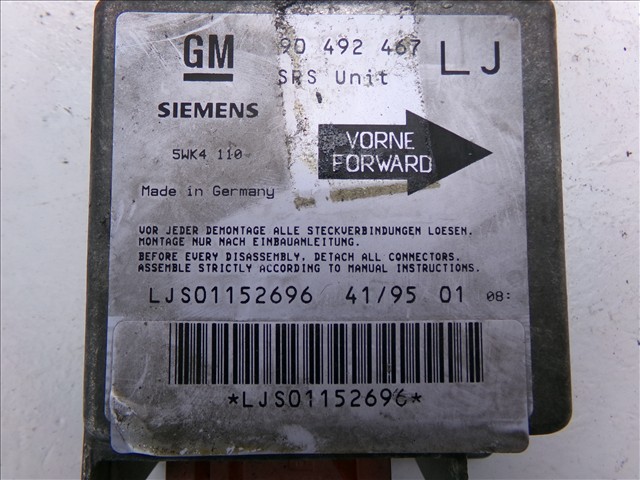 GM
90 492 467
LJ
SRS Unit
SIEMENS
5WK4 110
VORNE
FORWARD
Made in Germany
VOR JEDER DEMONTAGE ALLE STECKVERBINDUNGEN LOESEN.
MONTAGE NUR NACH EINBAUANLEITUNG.
BEFORE EVERY DISASSEMBLY, DETACH ALL CONNECTORS.
ASSEMBLE STRICTLY ACCORDING TO MANUAL INSTRUCTIONS.
LJS01152696 41/95 01 08:
*LJS01152696*